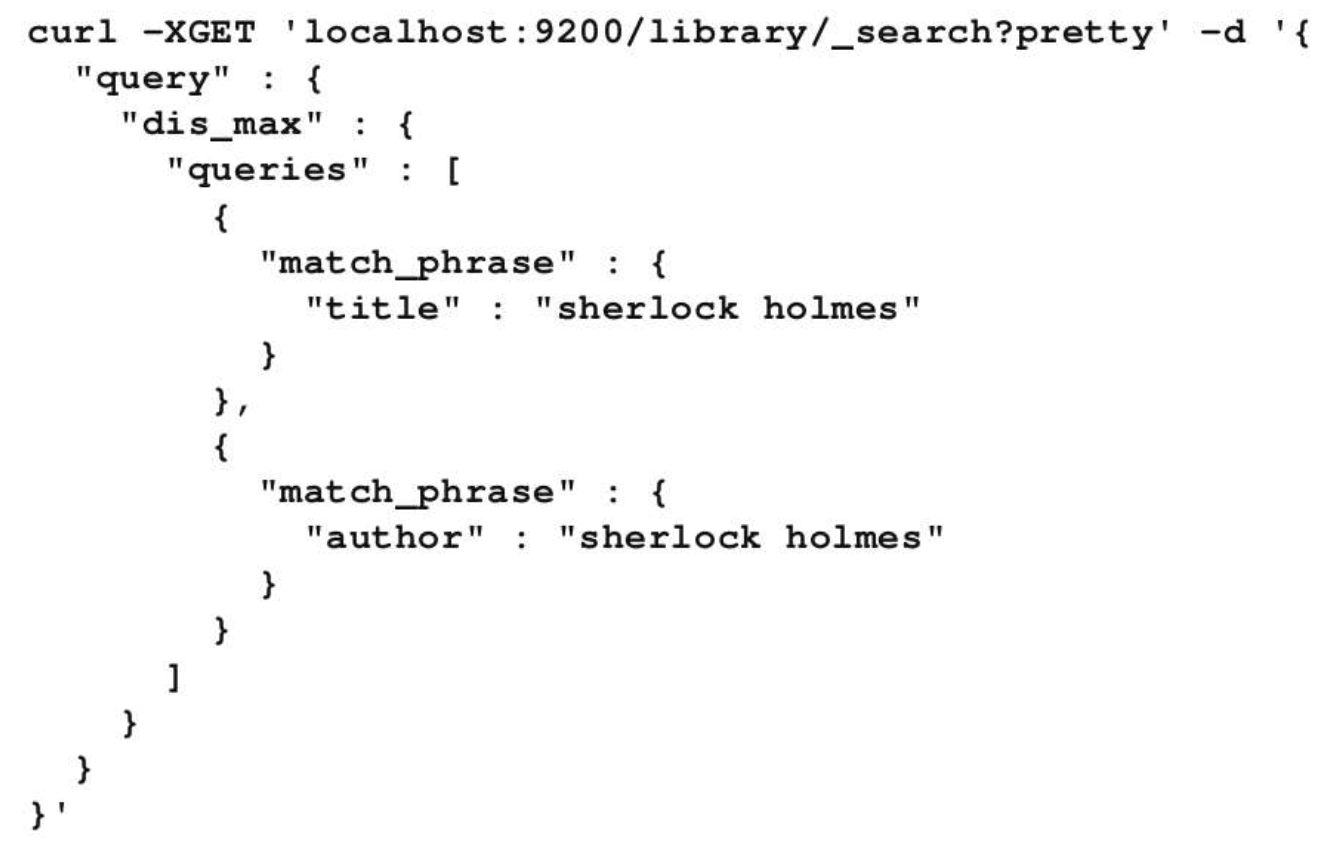 curl -XGET 'localhost:9200/library/_search?pretty' -d '{
  "query" : {
    "dis_max" : {
      "queries" : [
        {
          "match_phrase" : {
            "title" : "sherlock holmes"
          }
        },
        {
          "match_phrase" : {
            "author" : "sherlock holmes"
          }
        }
      ]
    }
  }
}'